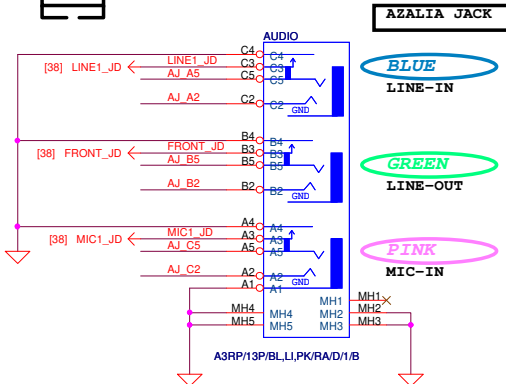 AZALIA JACK
AUDIO
C4 C4
[38] LINE1_JD LINE1_JD C3 C3
AJ_A5 C5 C5
AJ_A2 C2 C2
GND
BLUE
LINE-IN
B4 B4
[38] FRONT_JD FRONT_JD B3 B3
AJ_B5 B5 B5
AJ_B2 B2 B2
GND
GREEN
LINE-OUT
A4 A4
[38] MIC1_JD MIC1_JD A3 A3
AJ_C5 A5 A5
AJ_C2 A2 A2
GND
A1 A1
PINK
MIC-IN
MH1 MH1
MH4 MH4 MH2 MH2
MH5 MH5 MH3 MH3
A3RP/13P/BL,LI,PK/RA/D/1/B